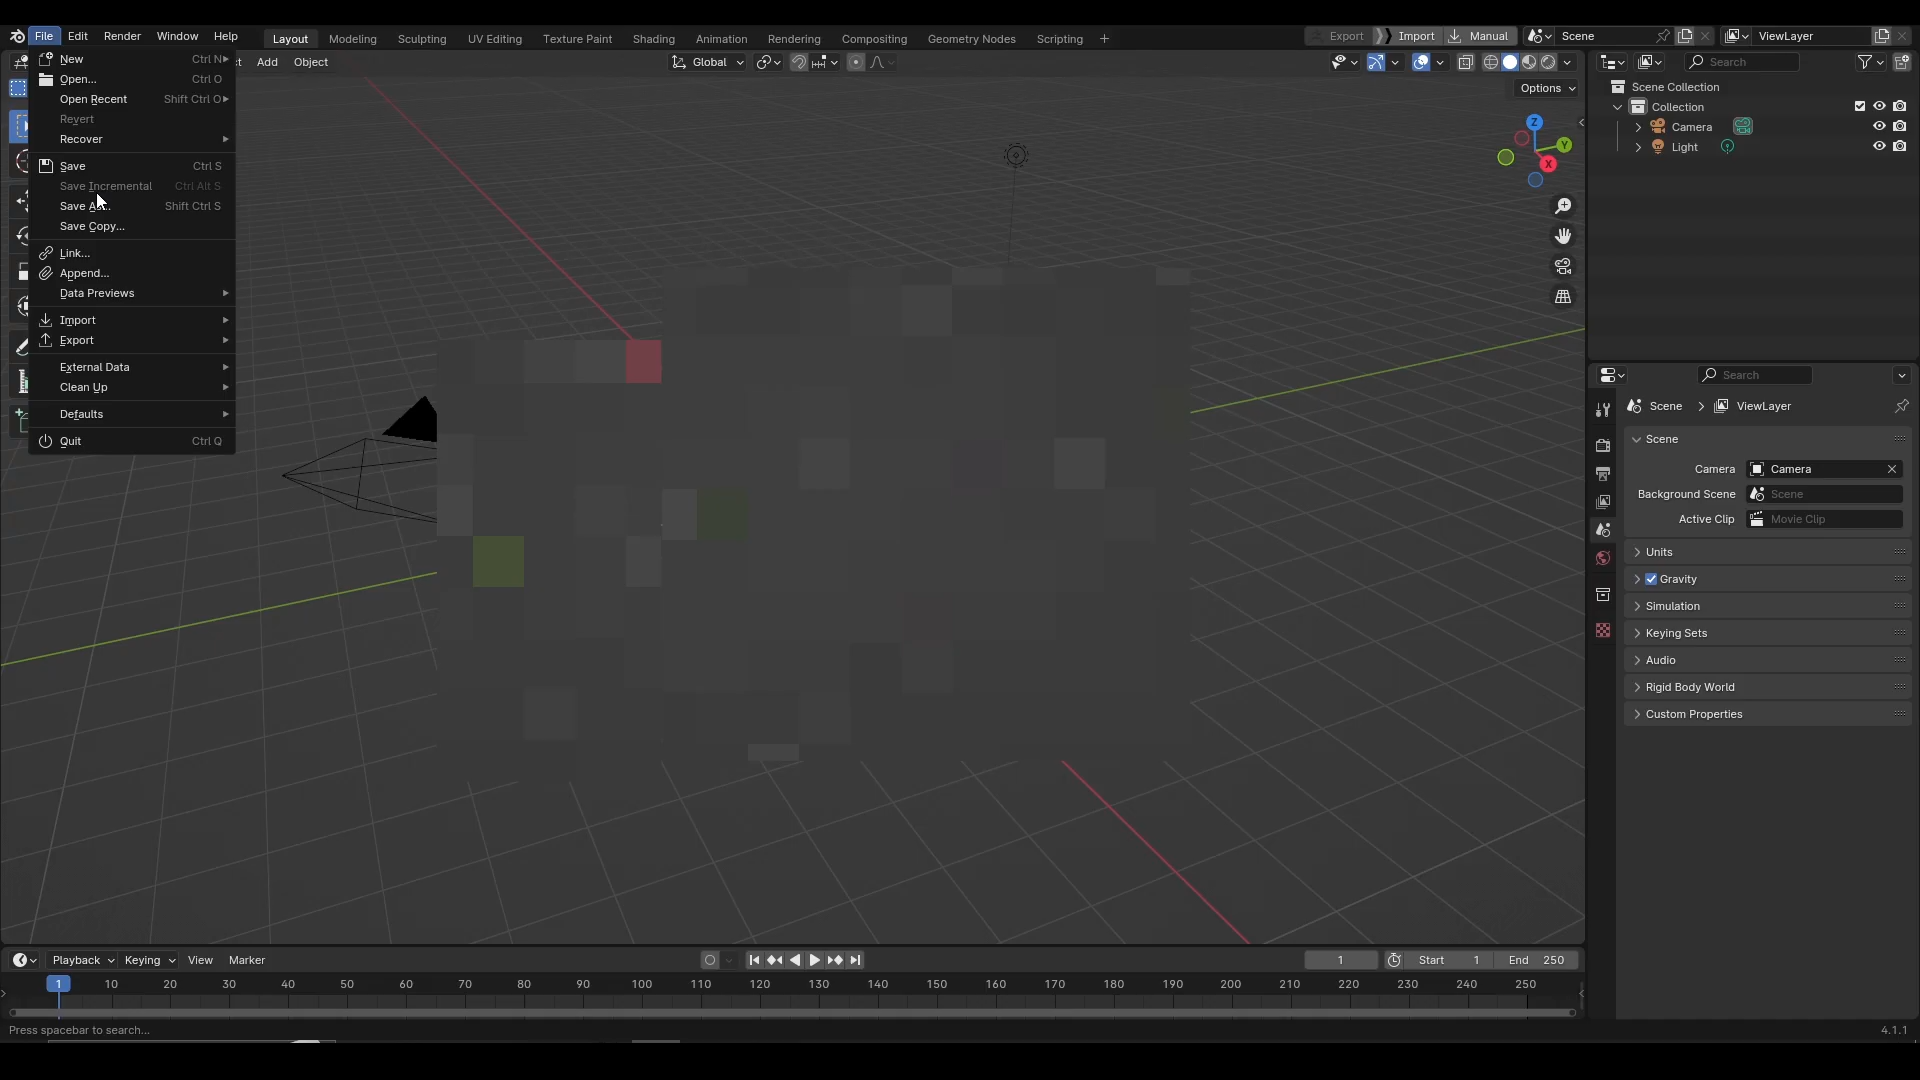 File Edit Render Window Help Layout Modeling Sculpting UV Editing Texture Paint Shading Animation Rendering Compositing Geometry Nodes Scripting + Export Import Manual Scene ViewLayer
Add Object Global
Options
New Ctrl N
Open... Ctrl O
Open Recent Shift Ctrl O
Revert
Recover
Save Ctrl S
Save Incremental Ctrl Alt S
Save Shift Ctrl S
Save Copy...
Link...
Append...
Data Previews
Import
Export
External Data
Clean Up
Defaults
Quit Ctrl Q
Z
Y
X
Search
Scene Collection
Collection
Camera
Light
Search
Scene ViewLayer
Scene
Camera Camera
Background Scene Scene
Active Clip Movie Clip
Units
Gravity
Simulation
Keying Sets
Audio
Rigid Body World
Custom Properties
Playback Keying View Marker 1 Start 1 End 250
1 10 20 30 40 50 60 70 80 90 100 110 120 130 140 150 160 170 180 190 200 210 220 230 240 250
Press spacebar to search... 4.1.1